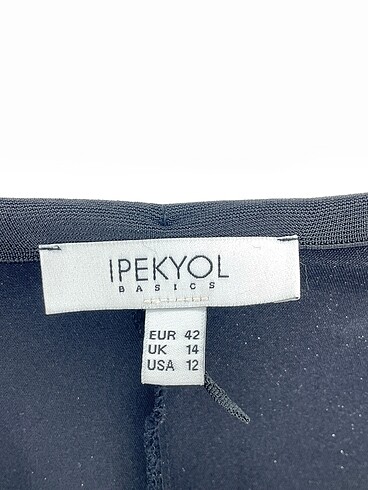 IPEKYOL
BASICS
EUR 42
UK 14
USA 12